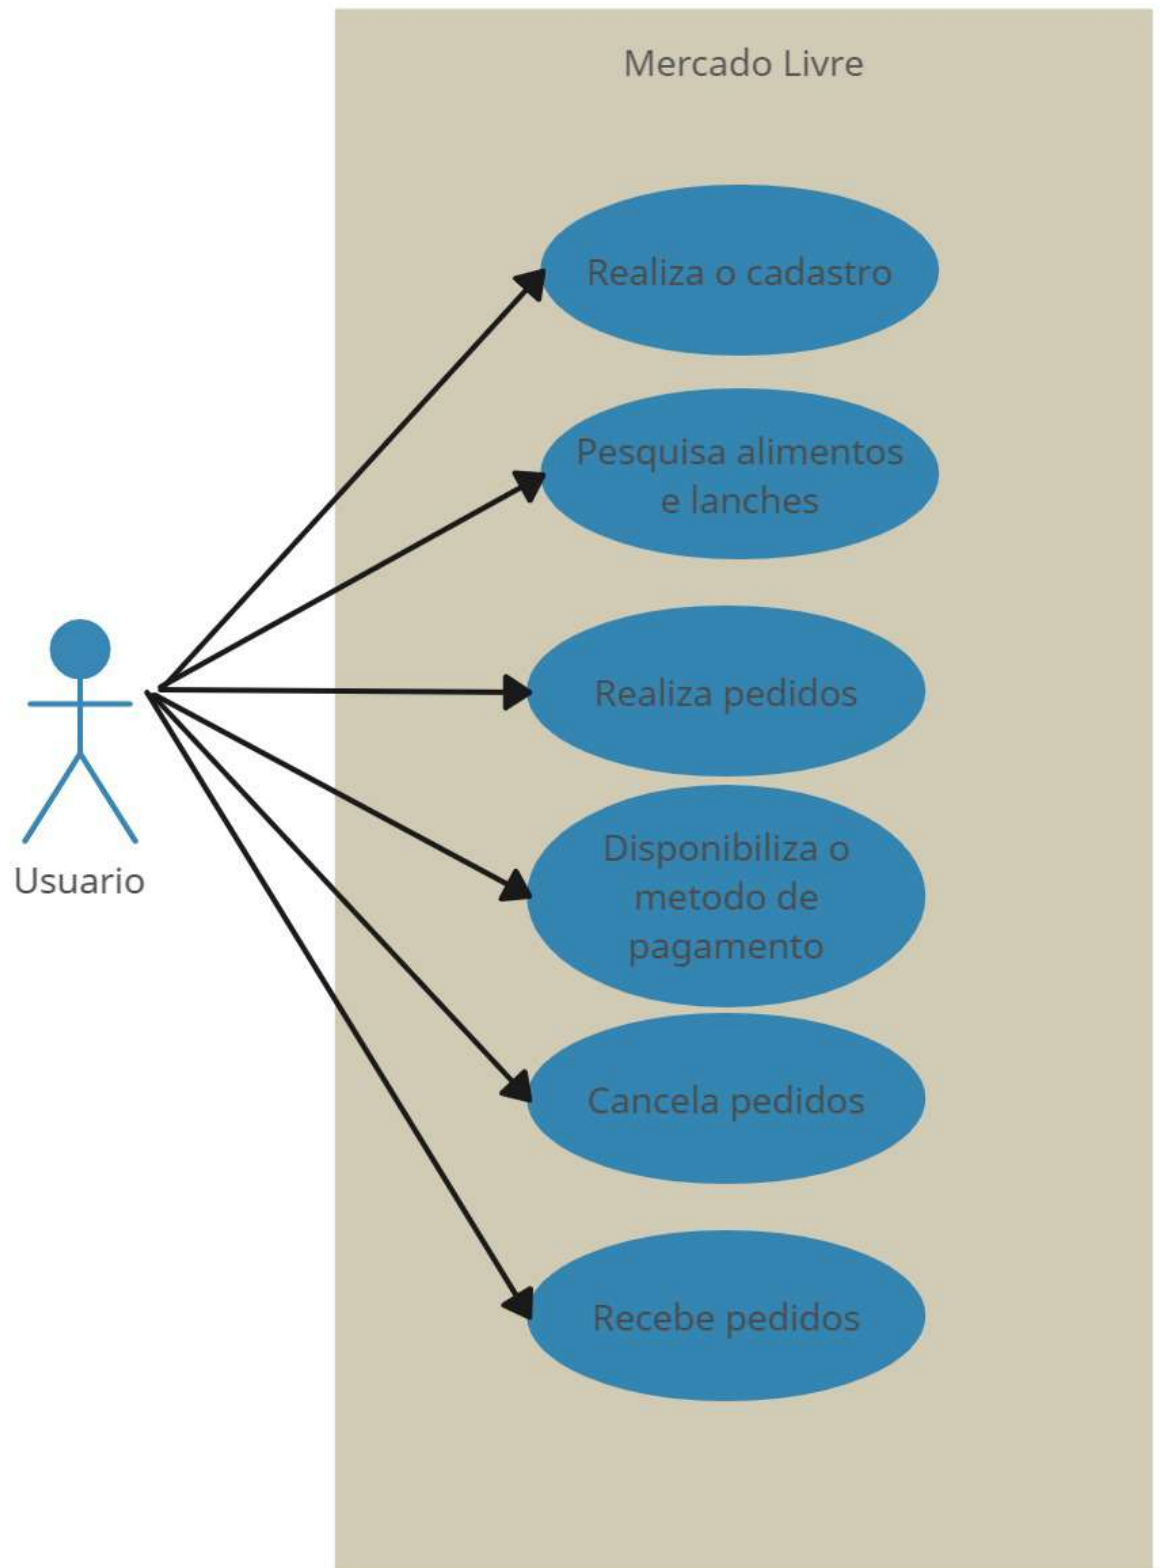 Mercado Livre
Realiza o cadastro
Pesquisa alimentos
e lanches
Realiza pedidos
Usuario
Disponibiliza o
metodo de
pagamento
Cancela pedidos
Recebe pedidos